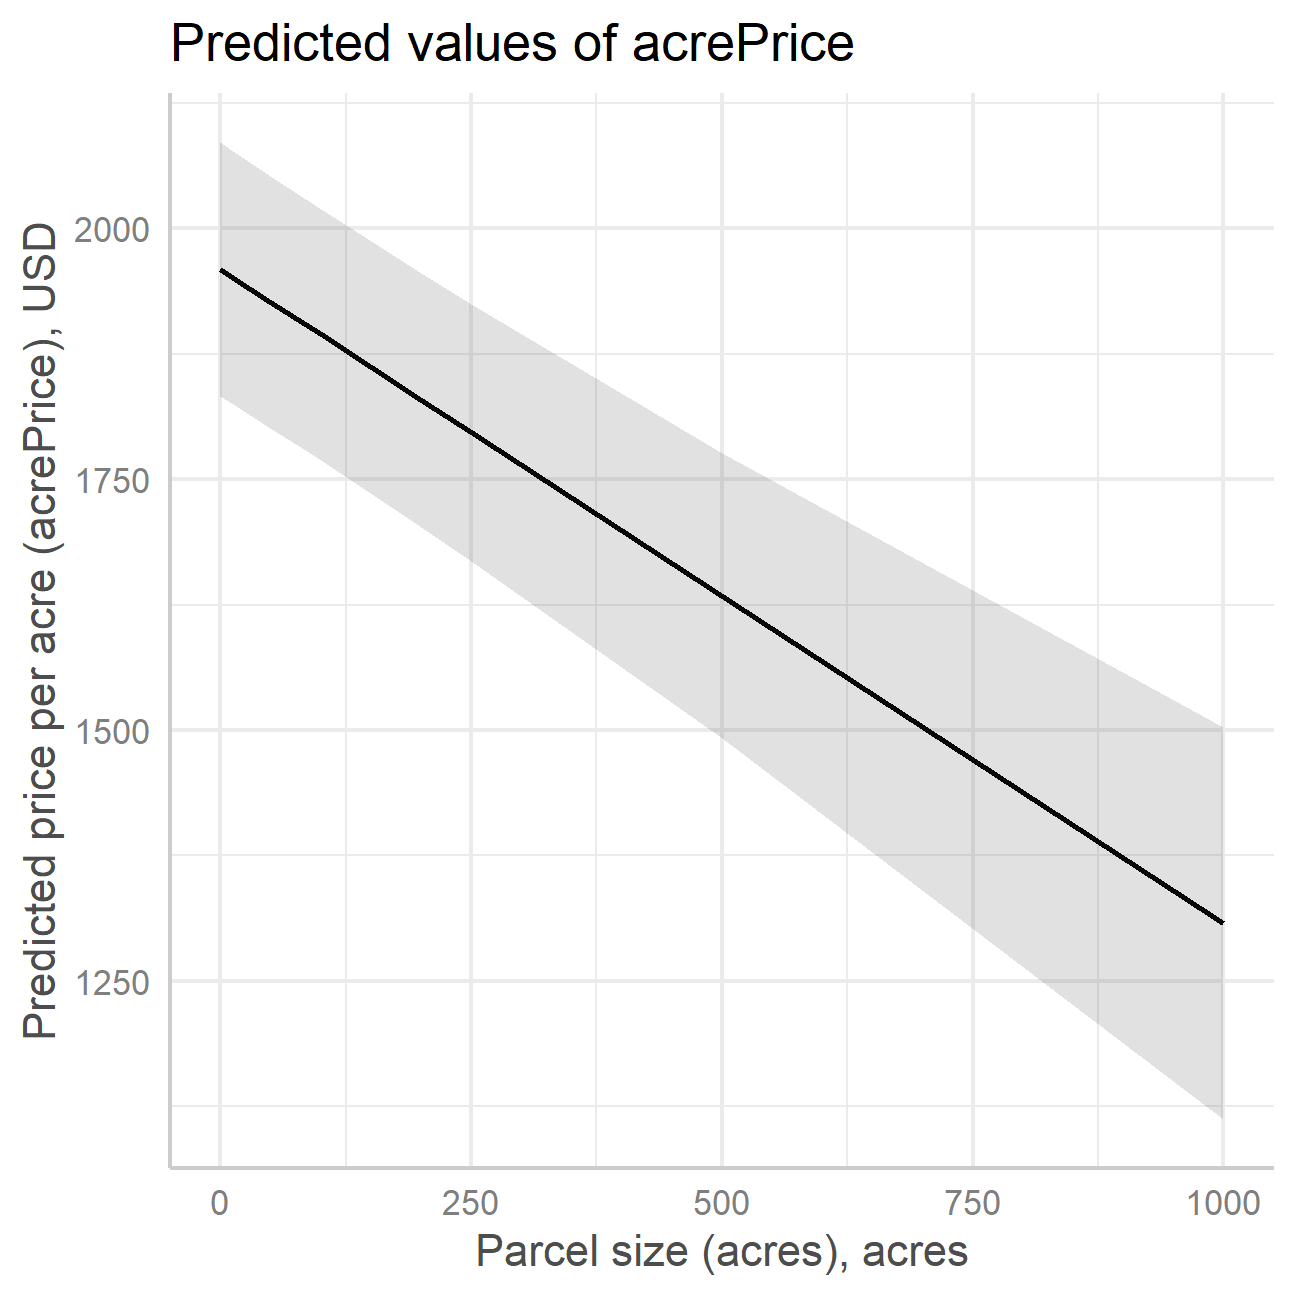 Predicted values of acrePrice
Predicted price per acre (acrePrice), USD
2000
1750
1500
1250
0 250 500 750 1000
Parcel size (acres), acres